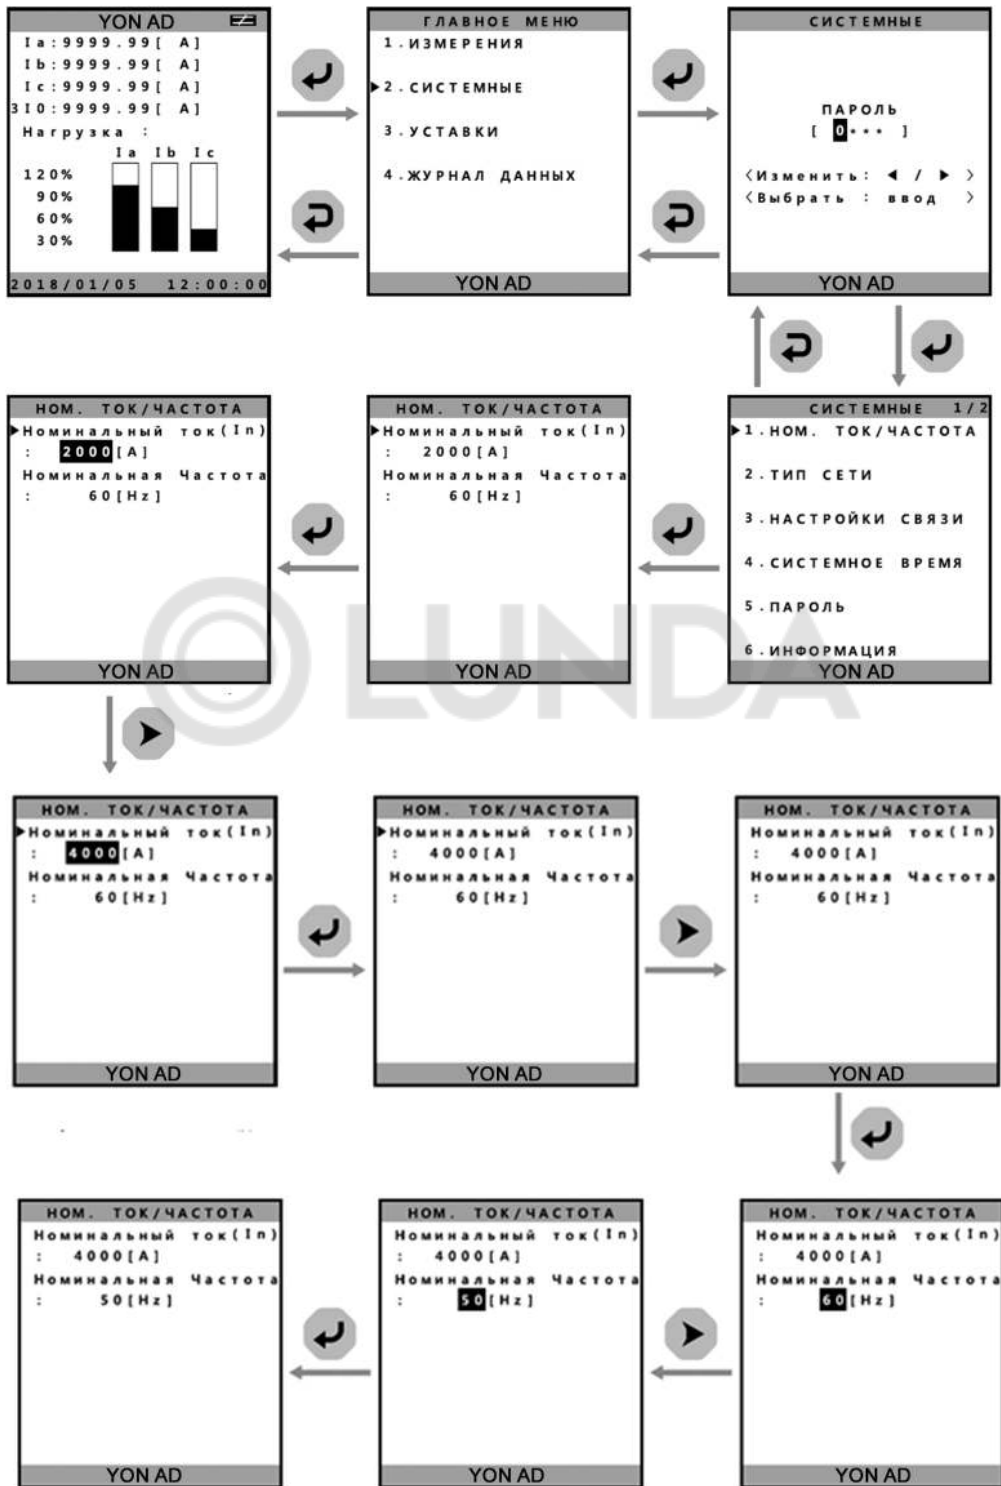 YON AD
Ia:9999.99[ A]
Ib:9999.99[ A]
Ic:9999.99[ A]
3I0:9999.99[ A]
Нагрузка :
Ia Ib Ic
120%
90%
60%
30%
2018/01/05 12:00:00
ГЛАВНОЕ МЕНЮ
1.ИЗМЕРЕНИЯ
▶2.СИСТЕМНЫЕ
3.УСТАВКИ
4.ЖУРНАЛ ДАННЫХ
YON AD
СИСТЕМНЫЕ
ПАРОЛЬ
[ 0*** ]
<Изменить: ◀ / ▶ >
<Выбрать : ввод >
YON AD
НОМ. ТОК/ЧАСТОТА
▶Номинальный ток(In)
: 2000[A]
Номинальная Частота
: 60[Hz]
YON AD
НОМ. ТОК/ЧАСТОТА
▶Номинальный ток(In)
: 2000[A]
Номинальная Частота
: 60[Hz]
YON AD
СИСТЕМНЫЕ 1/2
▶1.НОМ. ТОК/ЧАСТОТА
2.ТИП СЕТИ
3.НАСТРОЙКИ СВЯЗИ
4.СИСТЕМНОЕ ВРЕМЯ
5.ПАРОЛЬ
6.ИНФОРМАЦИЯ
YON AD
LUNDA
НОМ. ТОК/ЧАСТОТА
▶Номинальный ток(In)
: 4000[A]
Номинальная Частота
: 60[Hz]
YON AD
НОМ. ТОК/ЧАСТОТА
▶Номинальный ток(In)
: 4000[A]
Номинальная Частота
: 60[Hz]
YON AD
НОМ. ТОК/ЧАСТОТА
Номинальный ток(In)
: 4000[A]
Номинальная Частота
: 60[Hz]
YON AD
НОМ. ТОК/ЧАСТОТА
Номинальный ток(In)
: 4000[A]
Номинальная Частота
: 50[Hz]
YON AD
НОМ. ТОК/ЧАСТОТА
Номинальный ток(In)
: 4000[A]
Номинальная Частота
: 50[Hz]
YON AD
НОМ. ТОК/ЧАСТОТА
Номинальный ток(In)
: 4000[A]
Номинальная Частота
: 60[Hz]
YON AD